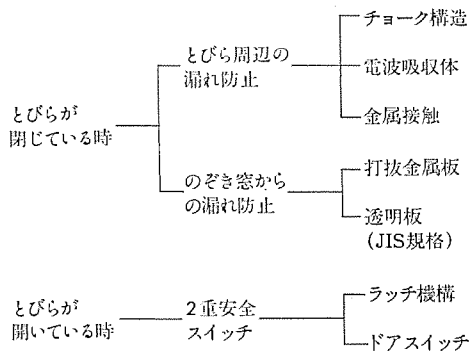 とびらが
閉じている時
とびら周辺の
漏れ防止
チョーク構造
電波吸収体
金属接触
のぞき窓から
の漏れ防止
打抜金属板
透明板
(JIS規格)
とびらが
開いている時
2重安全
スイッチ
ラッチ機構
ドアスイッチ